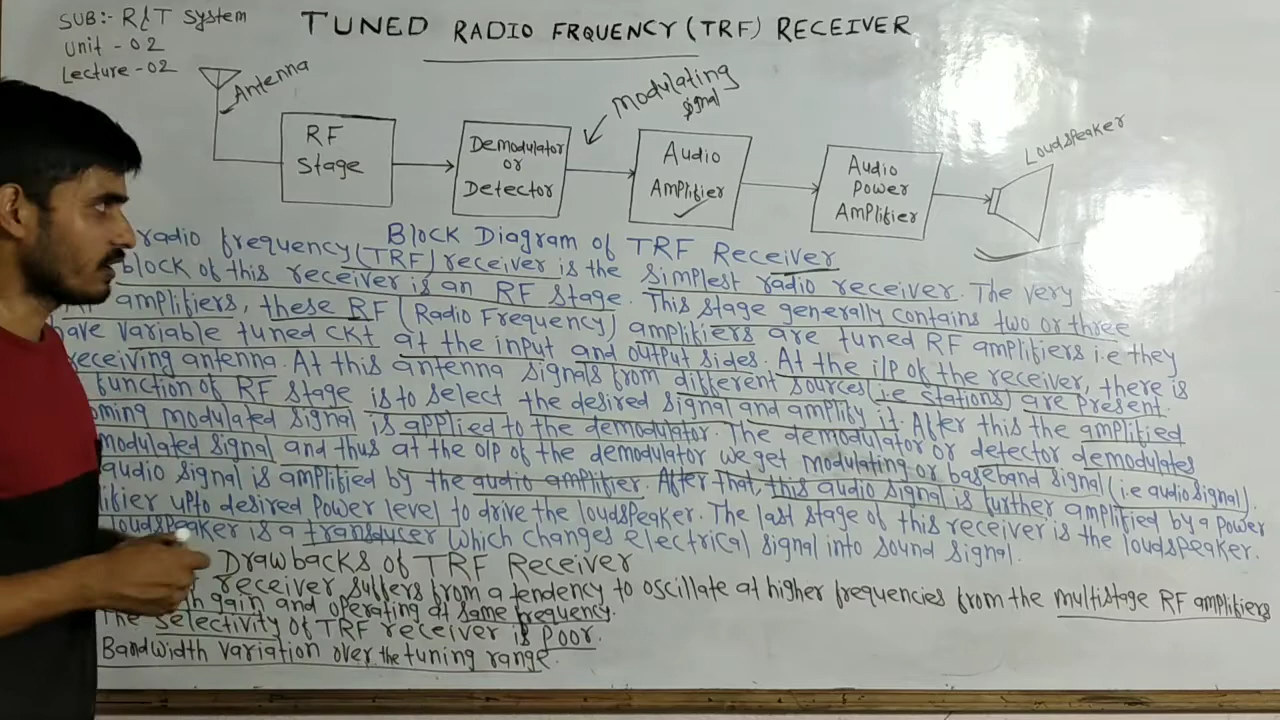 SUB:- R & T System
Unit - 02
Lecture - 02
TUNED RADIO FRQUENCY (TRF) RECEIVER
Antenna
RF Stage
Demodulator or Detector
modulating signal
Audio Amplifier
Audio Power Amplifier
Loudspeaker
Block Diagram of TRF Receiver
radio frequency (TRF) receiver is the simplest radio receiver. The very
block of this receiver is an RF Stage. This stage generally contains two or three
amplifiers, these RF (Radio Frequency) amplifiers are tuned RF amplifiers i.e they
have variable tuned CKt at the input and output sides. At the i/p of the receiver, there is
receiving antenna. At this antenna signals from different sources (i.e stations) are present.
function of RF stage is to select the desired signal and amplify it. After this the amplified
modulated signal is applied to the demodulator. The demodulator or detector demodulates
modulated signal and thus at the o/p of the demodulator we get modulating or baseband signal (i.e audio signal).
audio signal is amplified by the audio amplifier. After that, this audio signal is further amplified by a power
upto desired power level to drive the loudspeaker. The last stage of this receiver is the loudspeaker.
loudspeaker is a transducer which changes electrical signal into sound signal.
Drawbacks of TRF Receiver
receiver suffers from a tendency to oscillate at higher frequencies from the multistage RF amplifiers
gain and operating at same frequency.
The selectivity of TRF receiver is poor.
Bandwidth variation over the tuning range.